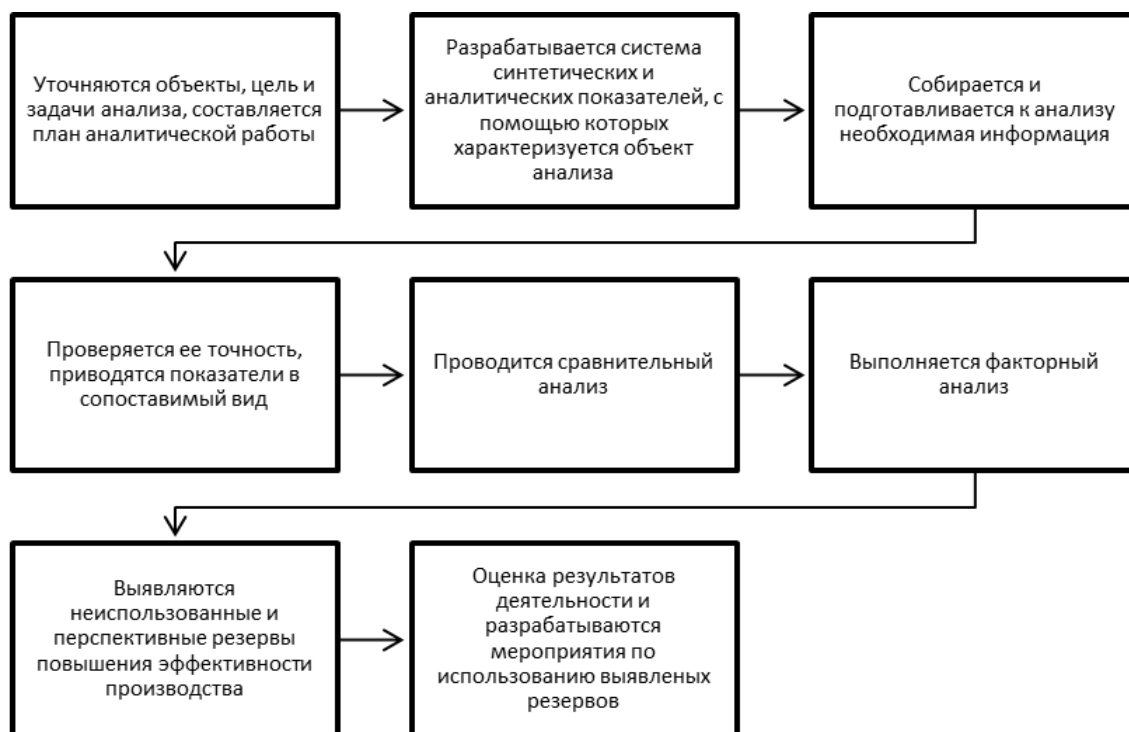 Уточняются объекты, цель и
задачи анализа, составляется
план аналитической работы
Разрабатывается система
синтетических и
аналитических показателей, с
помощью которых
характеризуется объект
анализа
Собирается и
подготавливается к анализу
необходимая информация
Проверяется ее точность,
приводятся показатели в
сопоставимый вид
Проводится сравнительный
анализ
Выполняется факторный
анализ
Выявляются
неиспользованные и
перспективные резервы
повышения эффективности
производства
Оценка результатов
деятельности и
разрабатываются
мероприятия по
использованию выявленых
резервов